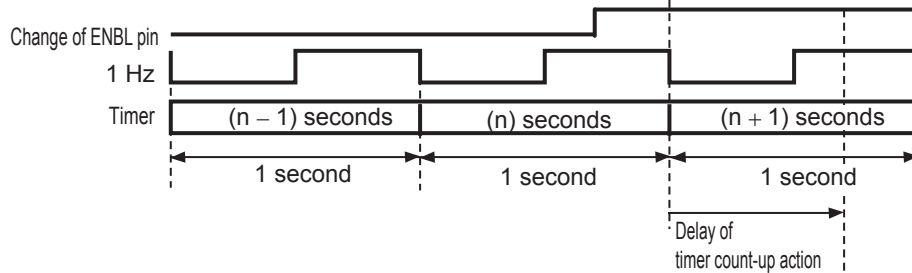 Change of ENBL pin
1 Hz
Timer
(n − 1) seconds
(n) seconds
(n + 1) seconds
1 second
1 second
1 second
Delay of
timer count-up action